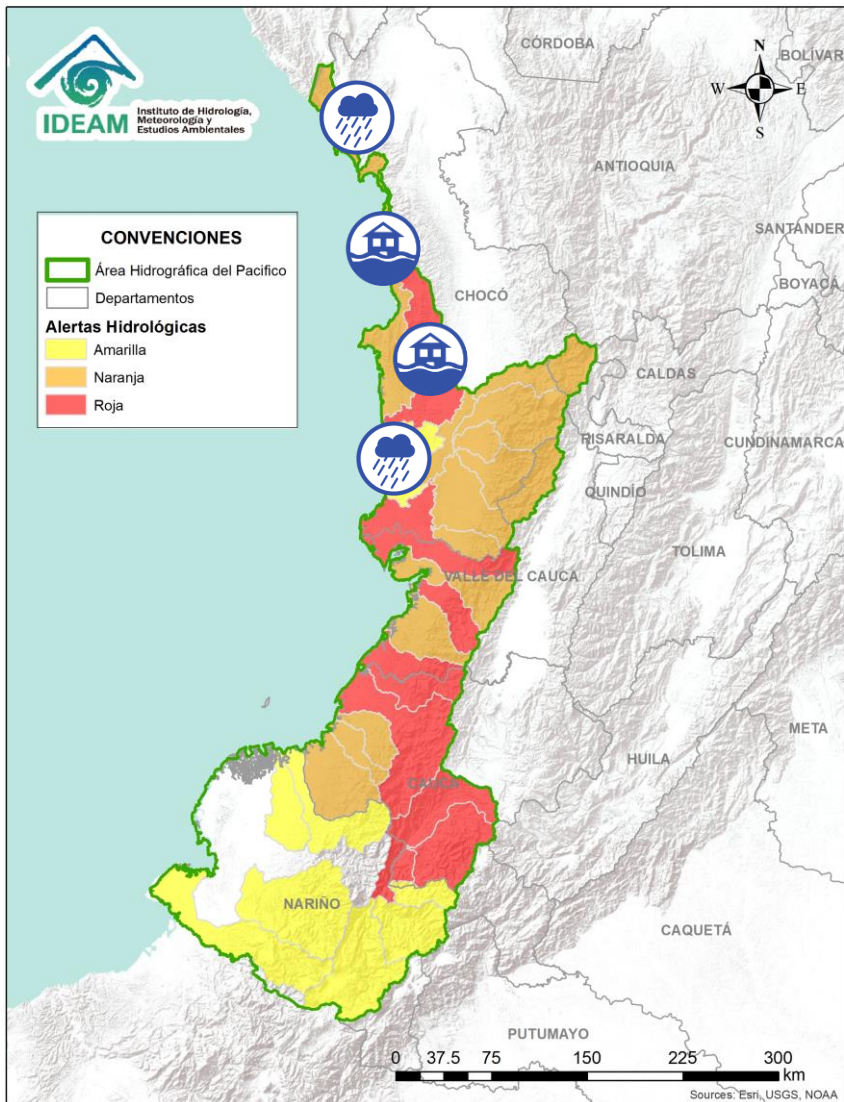 CÓRDOBA
BOLÍVAR
N
W E
S
IDEAM
Instituto de Hidrología,
Meteorología y
Estudios Ambientales
ANTIOQUIA
SANTANDER
BOYACÁ
CONVENCIONES
Área Hidrográfica del Pacifico
Departamentos
Alertas Hidrológicas
Amarilla
Naranja
Roja
CHOCÓ
CALDAS
RISARALDA
CUNDINAMARCA
QUINDÍO
TOLIMA
VALLE DEL CAUCA
META
HUILA
CAUCA
NARIÑO
CAQUETÁ
PUTUMAYO
0 37.5 75 150 225 300
km
Sources: Esri, USGS, NOAA